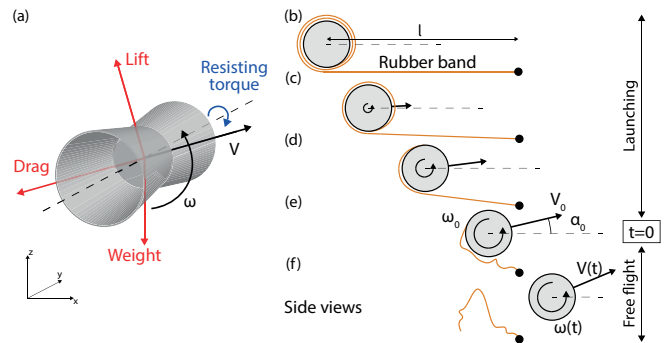 (a)
Lift
Resisting
torque
V
Drag
ω
Weight
z
y
x
(b)
l
Rubber band
(c)
(d)
(e)
V₀
ω₀
α₀
(f)
V(t)
ω(t)
Side views
Launching
t=0
Free flight